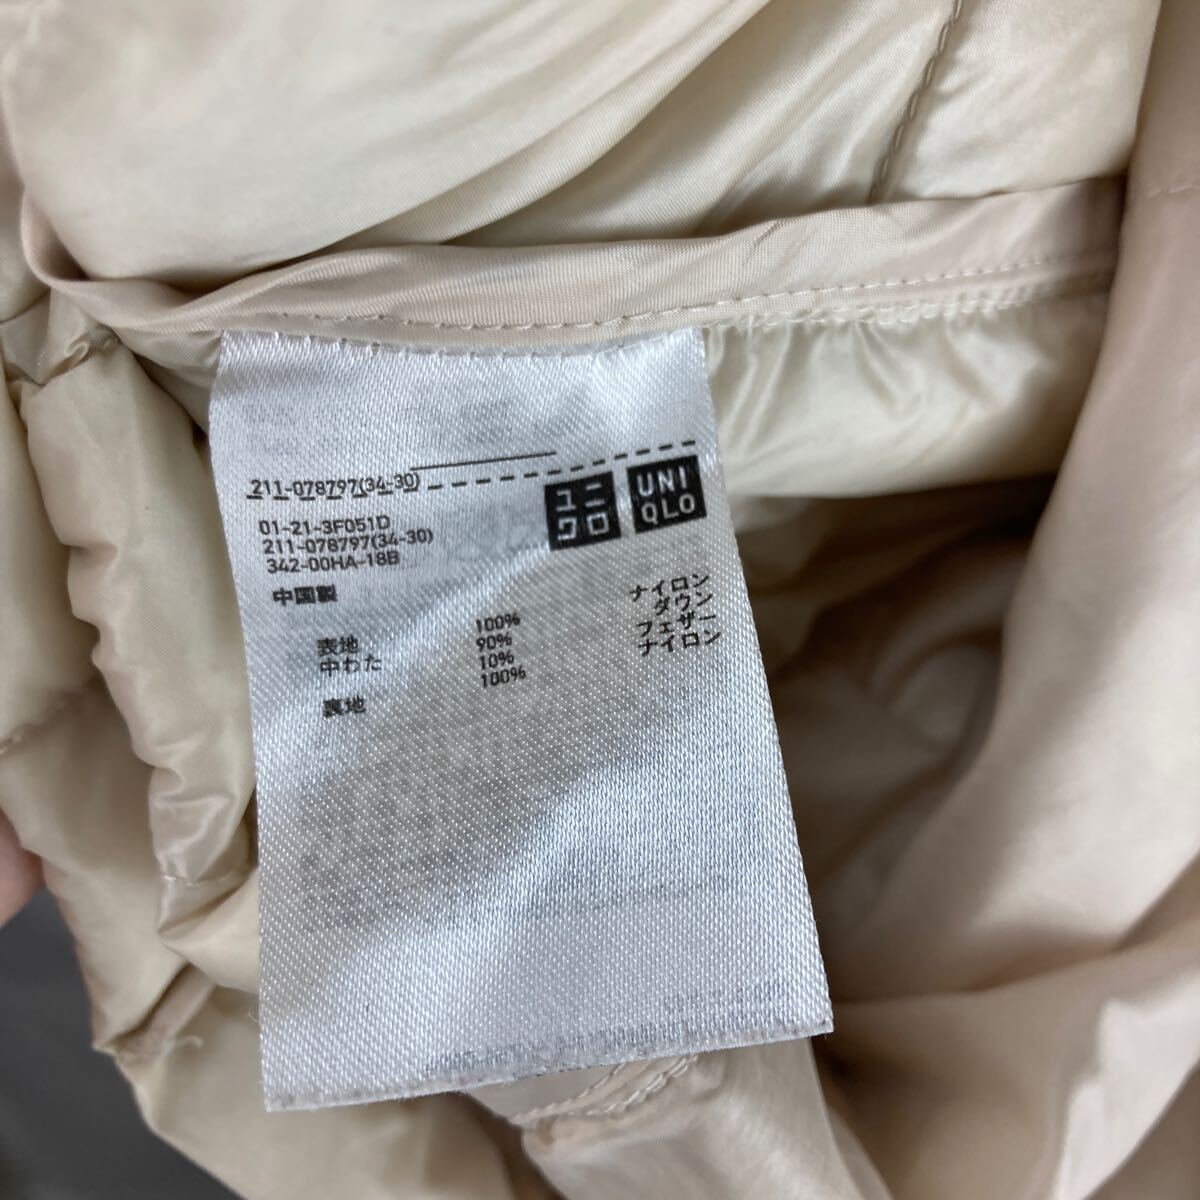 211-078797(34-30)
ユニ
クロ
UNI
QLO
01-21-3F051D
211-078797(34-30)
342-00HA-18B
中国製
表地 100% ナイロン
中わた 90% ダウン
10% フェザー
裏地 100% ナイロン